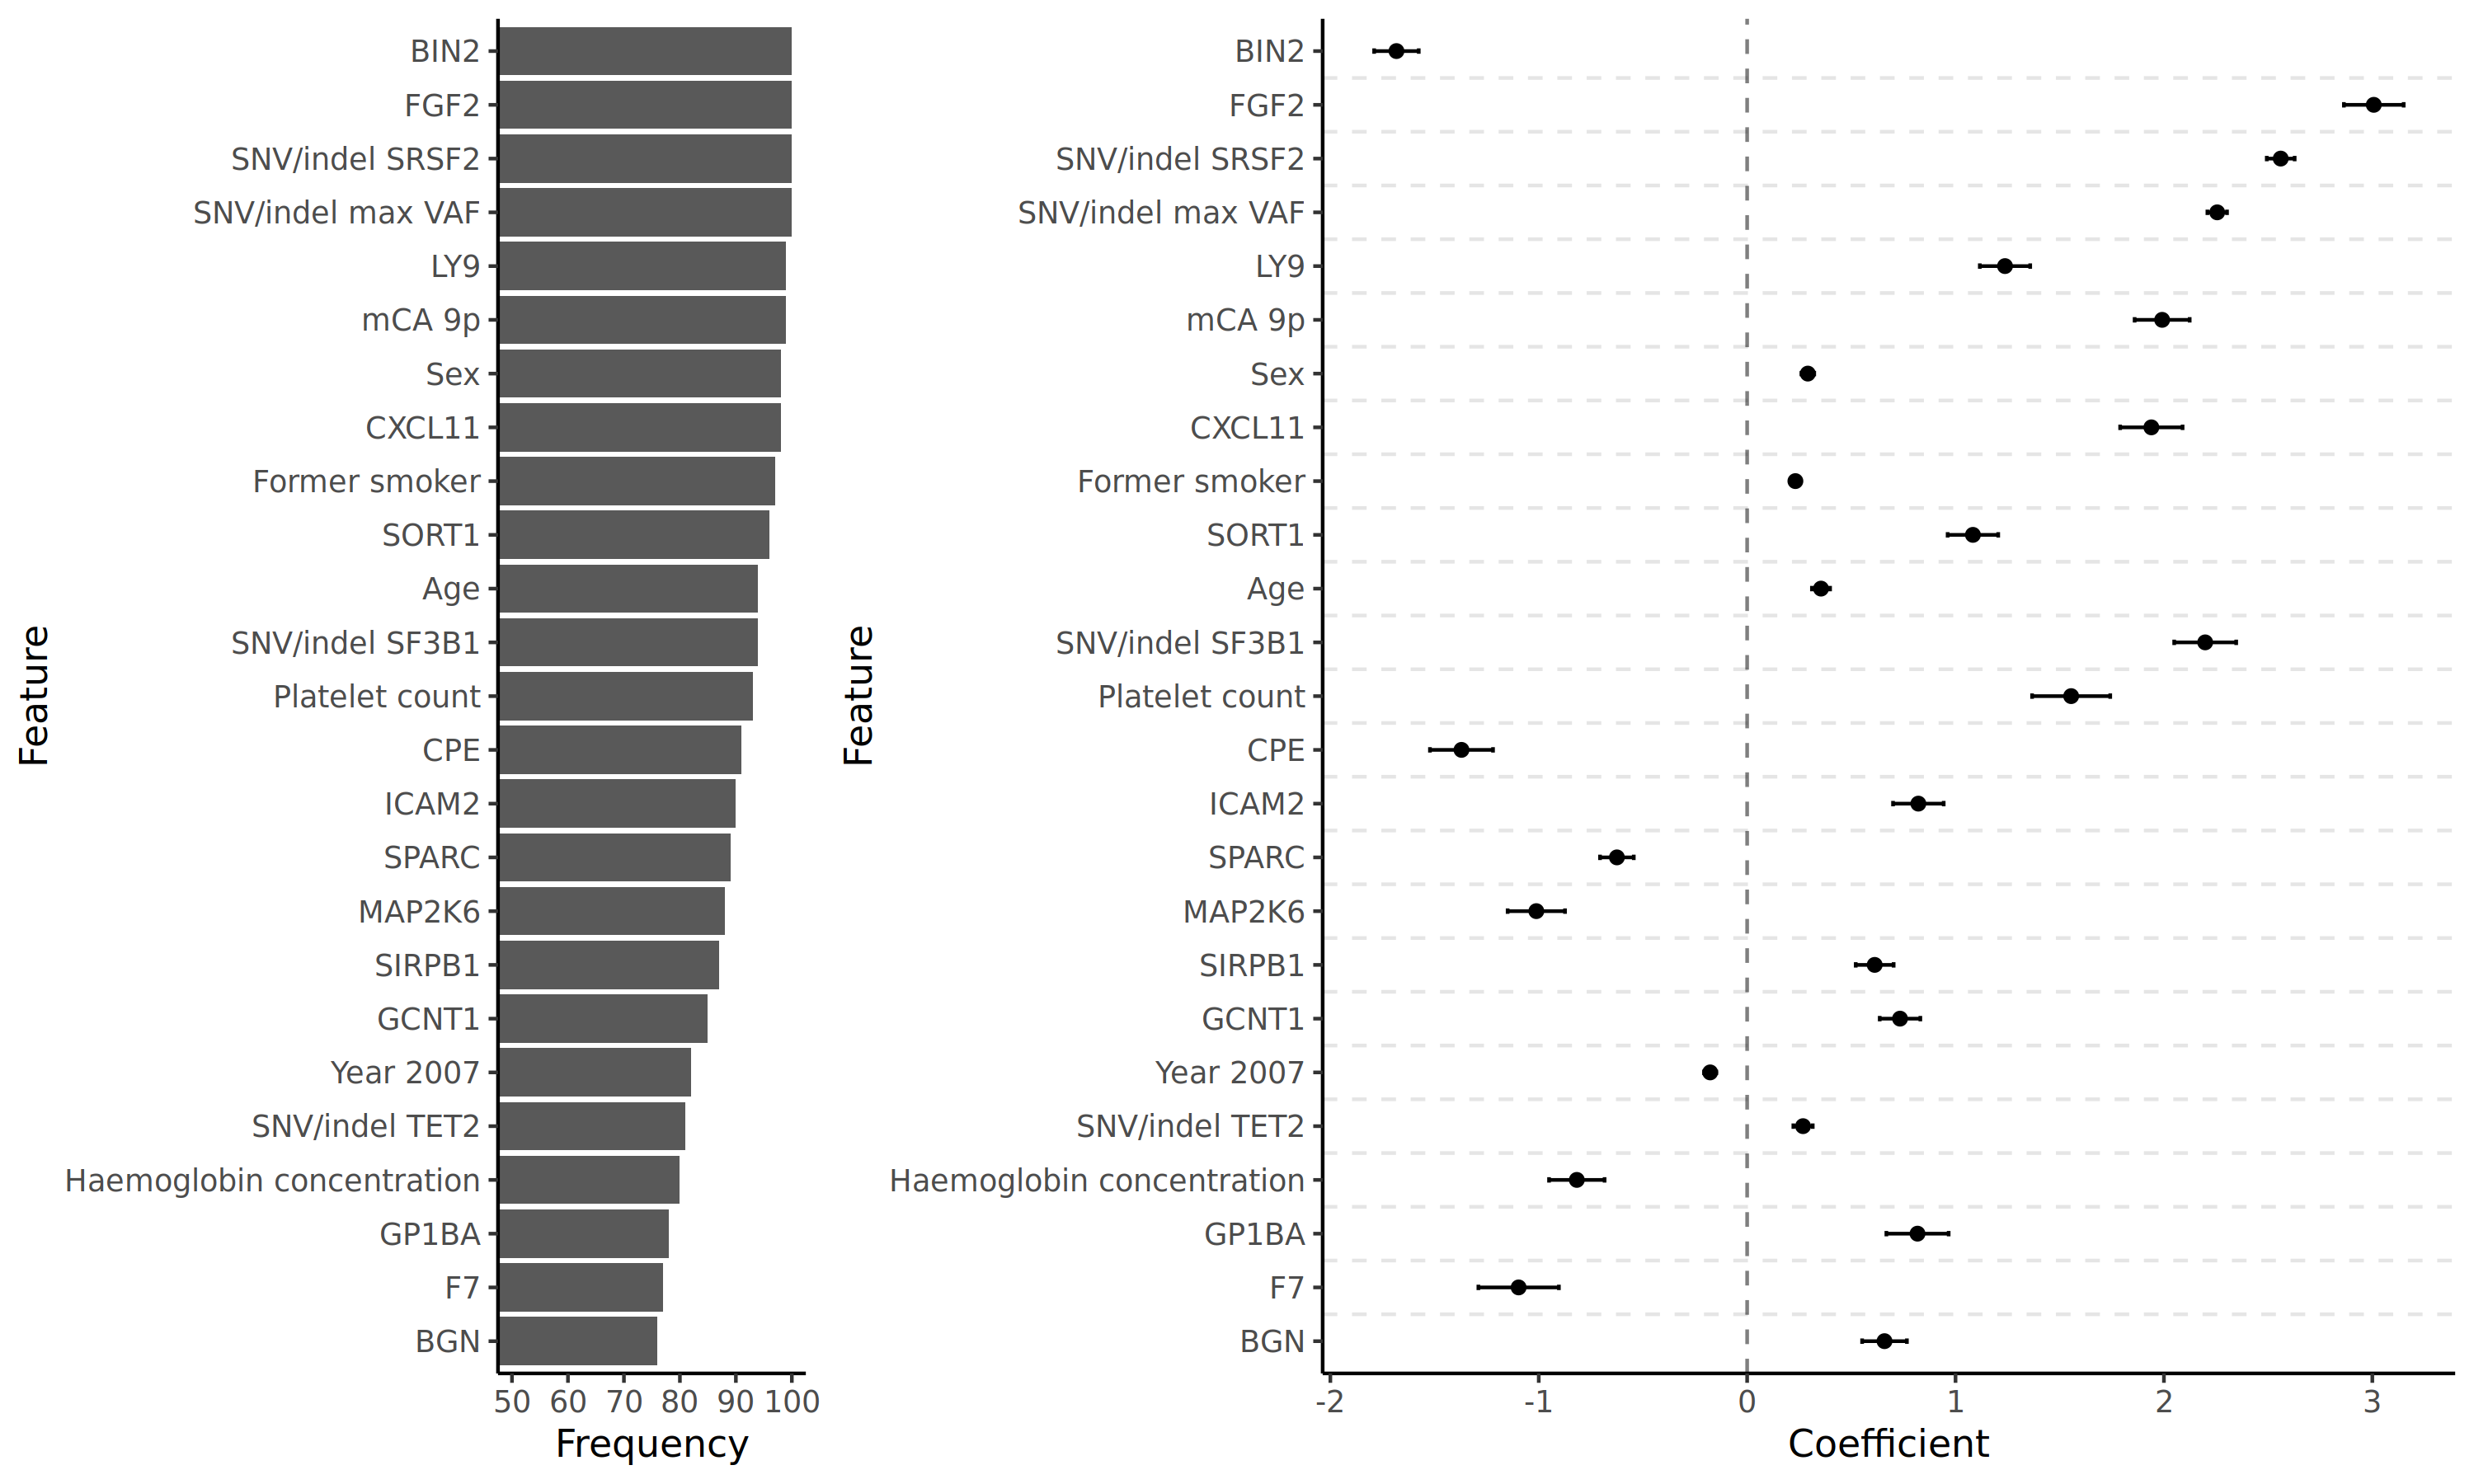 Feature
BIN2
FGF2
SNV/indel SRSF2
SNV/indel max VAF
LY9
mCA 9p
Sex
CXCL11
Former smoker
SORT1
Age
SNV/indel SF3B1
Platelet count
CPE
ICAM2
SPARC
MAP2K6
SIRPB1
GCNT1
Year 2007
SNV/indel TET2
Haemoglobin concentration
GP1BA
F7
BGN
50 60 70 80 90 100
Frequency
Feature
BIN2
FGF2
SNV/indel SRSF2
SNV/indel max VAF
LY9
mCA 9p
Sex
CXCL11
Former smoker
SORT1
Age
SNV/indel SF3B1
Platelet count
CPE
ICAM2
SPARC
MAP2K6
SIRPB1
GCNT1
Year 2007
SNV/indel TET2
Haemoglobin concentration
GP1BA
F7
BGN
-2 -1 0 1 2 3
Coefficient